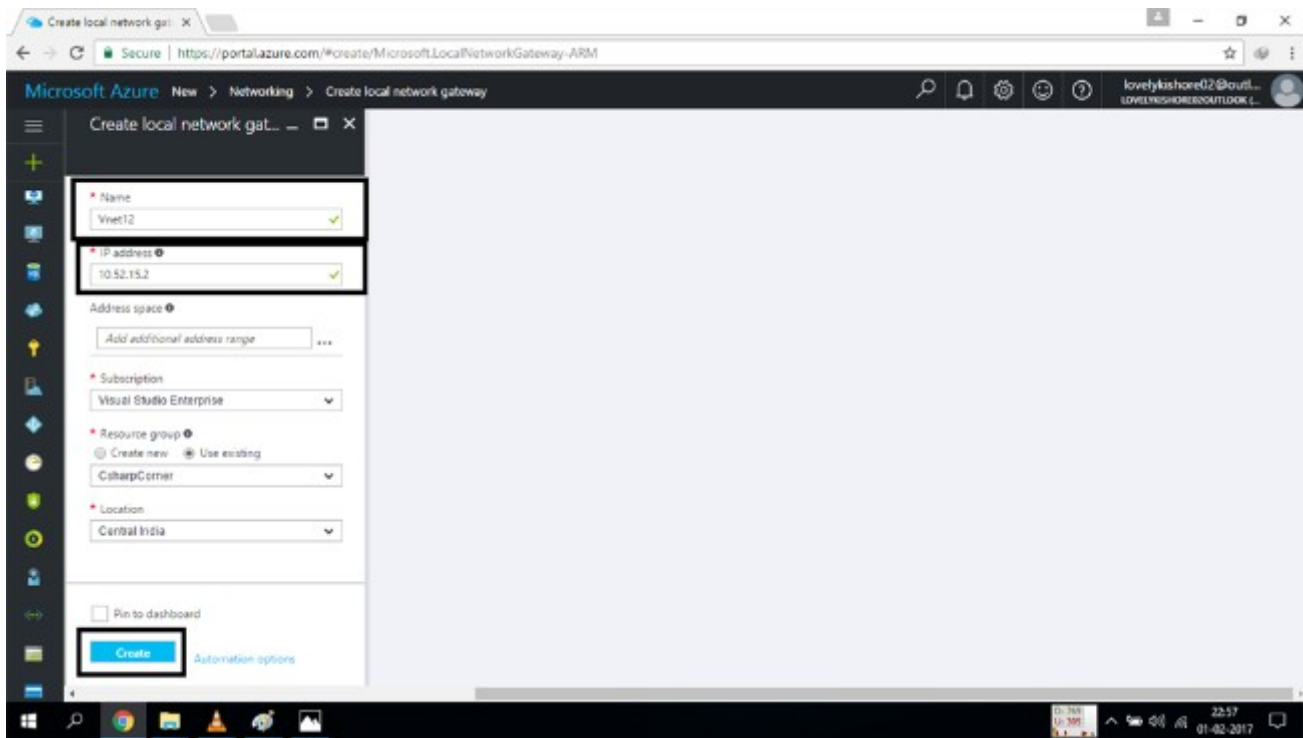 Create local network gat
Secure | https://portal.azure.com/#create/Microsoft.LocalNetworkGateway-ARM
Microsoft Azure New > Networking > Create local network gateway
lovelykishore02@outl...
Create local network gat...
* Name
Vnet12
* IP address
10.52.15.2
Address space
Add additional address range
...
* Subscription
Visual Studio Enterprise
* Resource group
Create new Use existing
CsharpCorner
* Location
Central India
Pin to dashboard
Create Automation options
22:57
01-02-2017